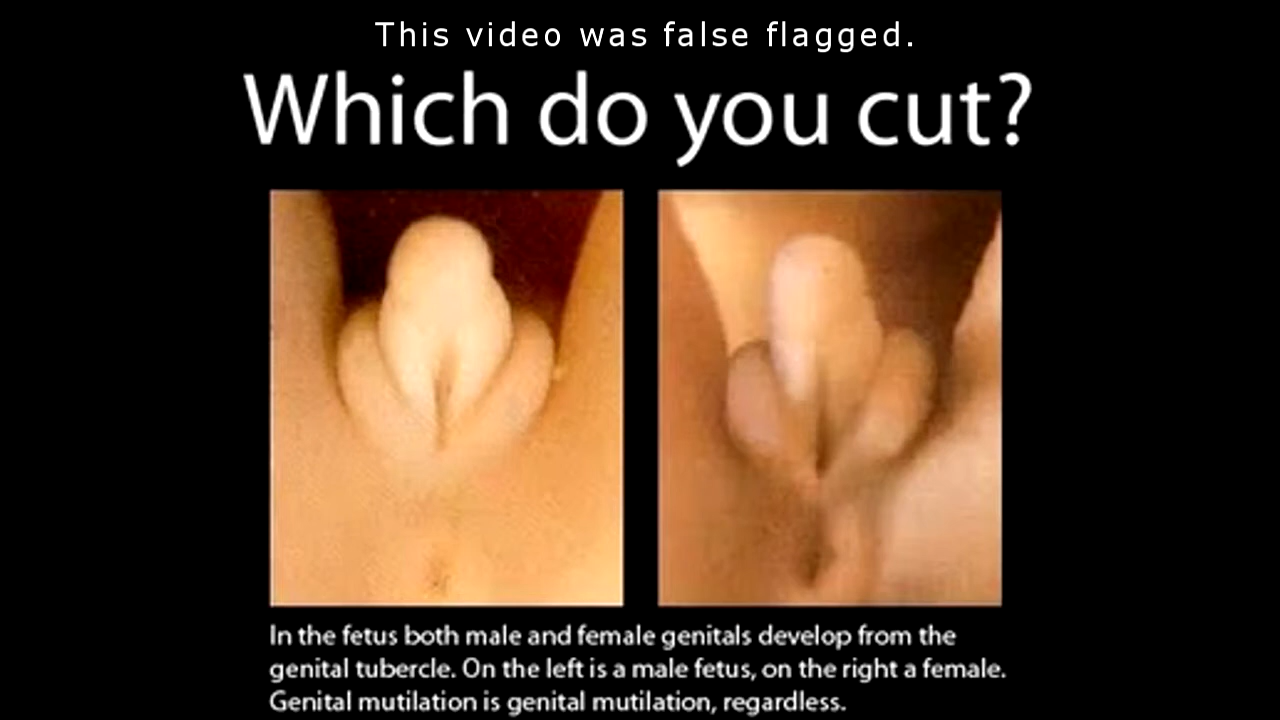 This video was false flagged.
Which do you cut?
In the fetus both male and female genitals develop from the
genital tubercle. On the left is a male fetus, on the right a female.
Genital mutilation is genital mutilation, regardless.